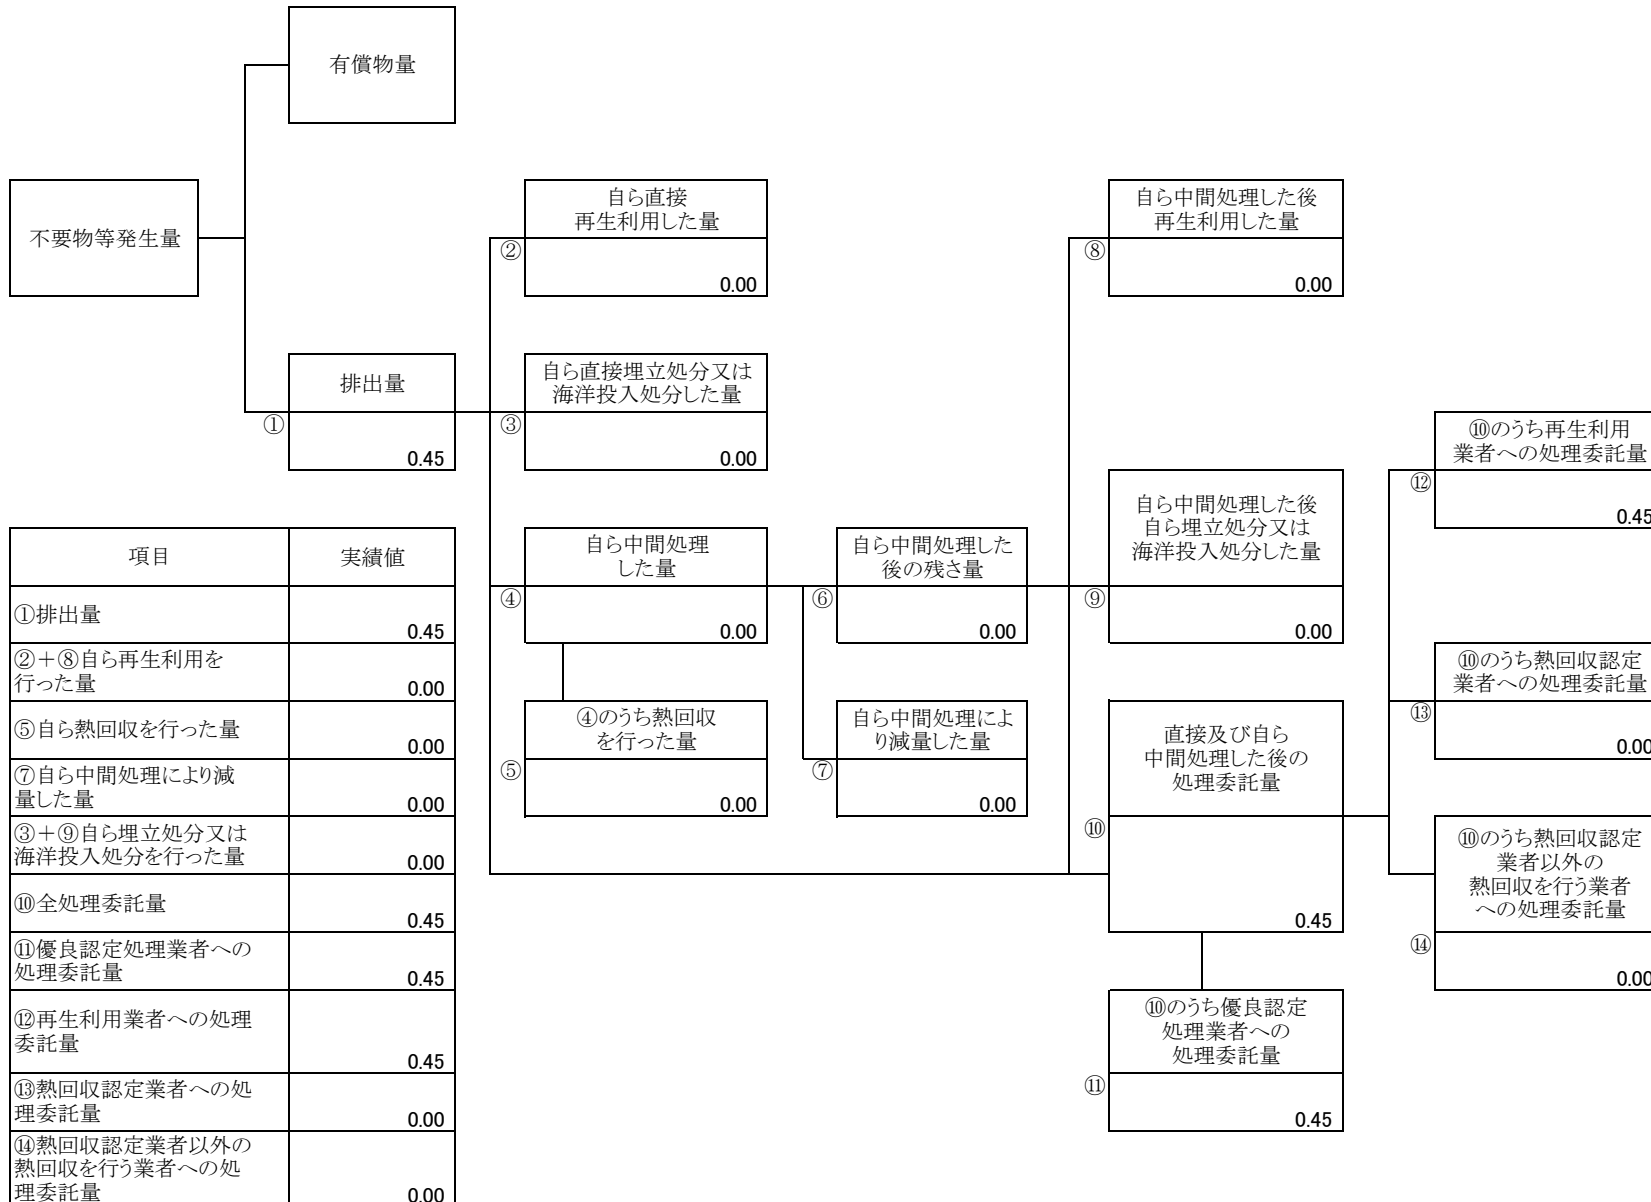 有償物量
不要物等発生量
自ら直接
再生利用した量
②
0.00
自ら中間処理した後
再生利用した量
⑧
0.00
排出量
①
0.45
自ら直接埋立処分又は
海洋投入処分した量
③
0.00
⑩のうち再生利用
業者への処理委託量
⑫
0.45
自ら中間処理
した量
④
0.00
自ら中間処理した
後の残さ量
⑥
0.00
自ら中間処理した後
自ら埋立処分又は
海洋投入処分した量
⑨
0.00
⑩のうち熱回収認定
業者への処理委託量
⑬
0.00
④のうち熱回収
を行った量
⑤
0.00
自ら中間処理によ
り減量した量
⑦
0.00
直接及び自ら
中間処理した後の
処理委託量
⑩
0.45
⑩のうち熱回収認定
業者以外の
熱回収を行う業者
への処理委託量
⑭
0.00
⑩のうち優良認定
処理業者への
処理委託量
⑪
0.45
項目 実績値
①排出量
0.45
②+⑧自ら再生利用を
行った量
0.00
⑤自ら熱回収を行った量
0.00
⑦自ら中間処理により減
量した量
0.00
③+⑨自ら埋立処分又は
海洋投入処分を行った量
0.00
⑩全処理委託量
0.45
⑪優良認定処理業者への
処理委託量
0.45
⑫再生利用業者への処理
委託量
0.45
⑬熱回収認定業者への処
理委託量
0.00
⑭熱回収認定業者以外の
熱回収を行う業者への処
理委託量
0.00